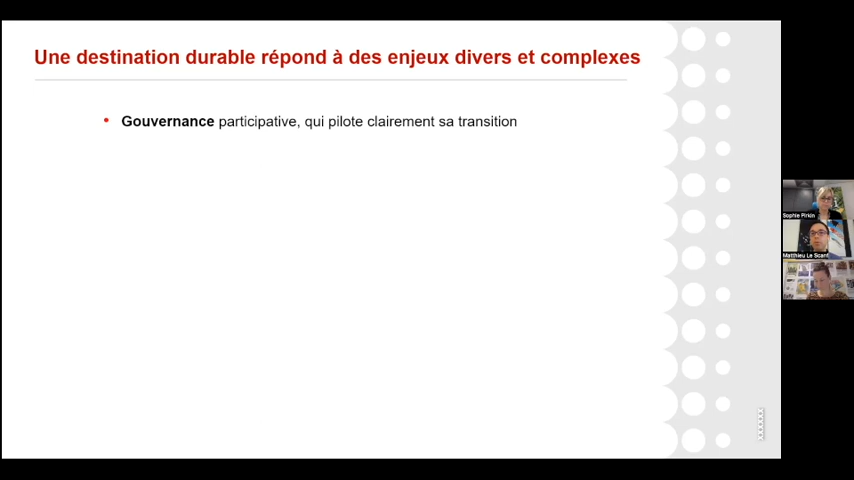 Une destination durable répond à des enjeux divers et complexes
• Gouvernance participative, qui pilote clairement sa transition
Sophie Pirkin
Matthieu Le Scant